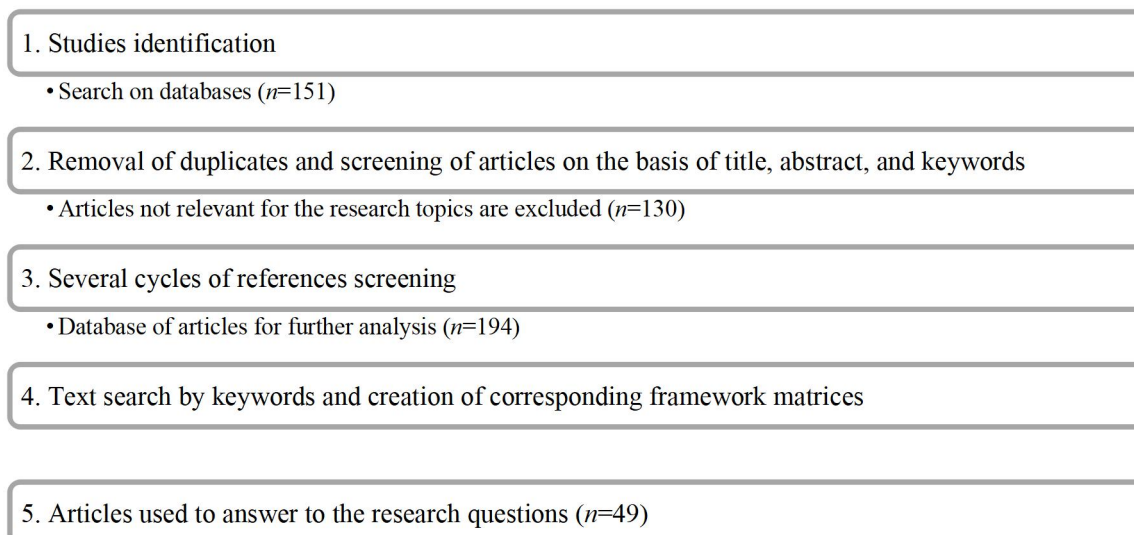 1. Studies identification
• Search on databases (n=151)
2. Removal of duplicates and screening of articles on the basis of title, abstract, and keywords
• Articles not relevant for the research topics are excluded (n=130)
3. Several cycles of references screening
• Database of articles for further analysis (n=194)
4. Text search by keywords and creation of corresponding framework matrices
5. Articles used to answer to the research questions (n=49)